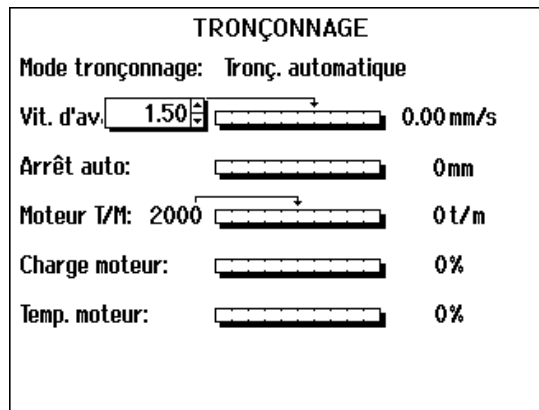 TRONÇONNAGE
Mode tronçonnage: Tronç. automatique
Vit. d'av. 1.50 0.00 mm/s
Arrêt auto: 0 mm
Moteur T/M: 2000 0 t/m
Charge moteur: 0%
Temp. moteur: 0%